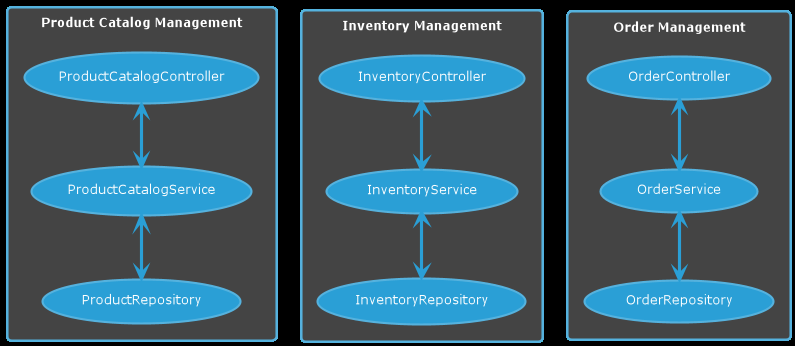 Product Catalog Management
ProductCatalogController
ProductCatalogService
ProductRepository
Inventory Management
InventoryController
InventoryService
InventoryRepository
Order Management
OrderController
OrderService
OrderRepository